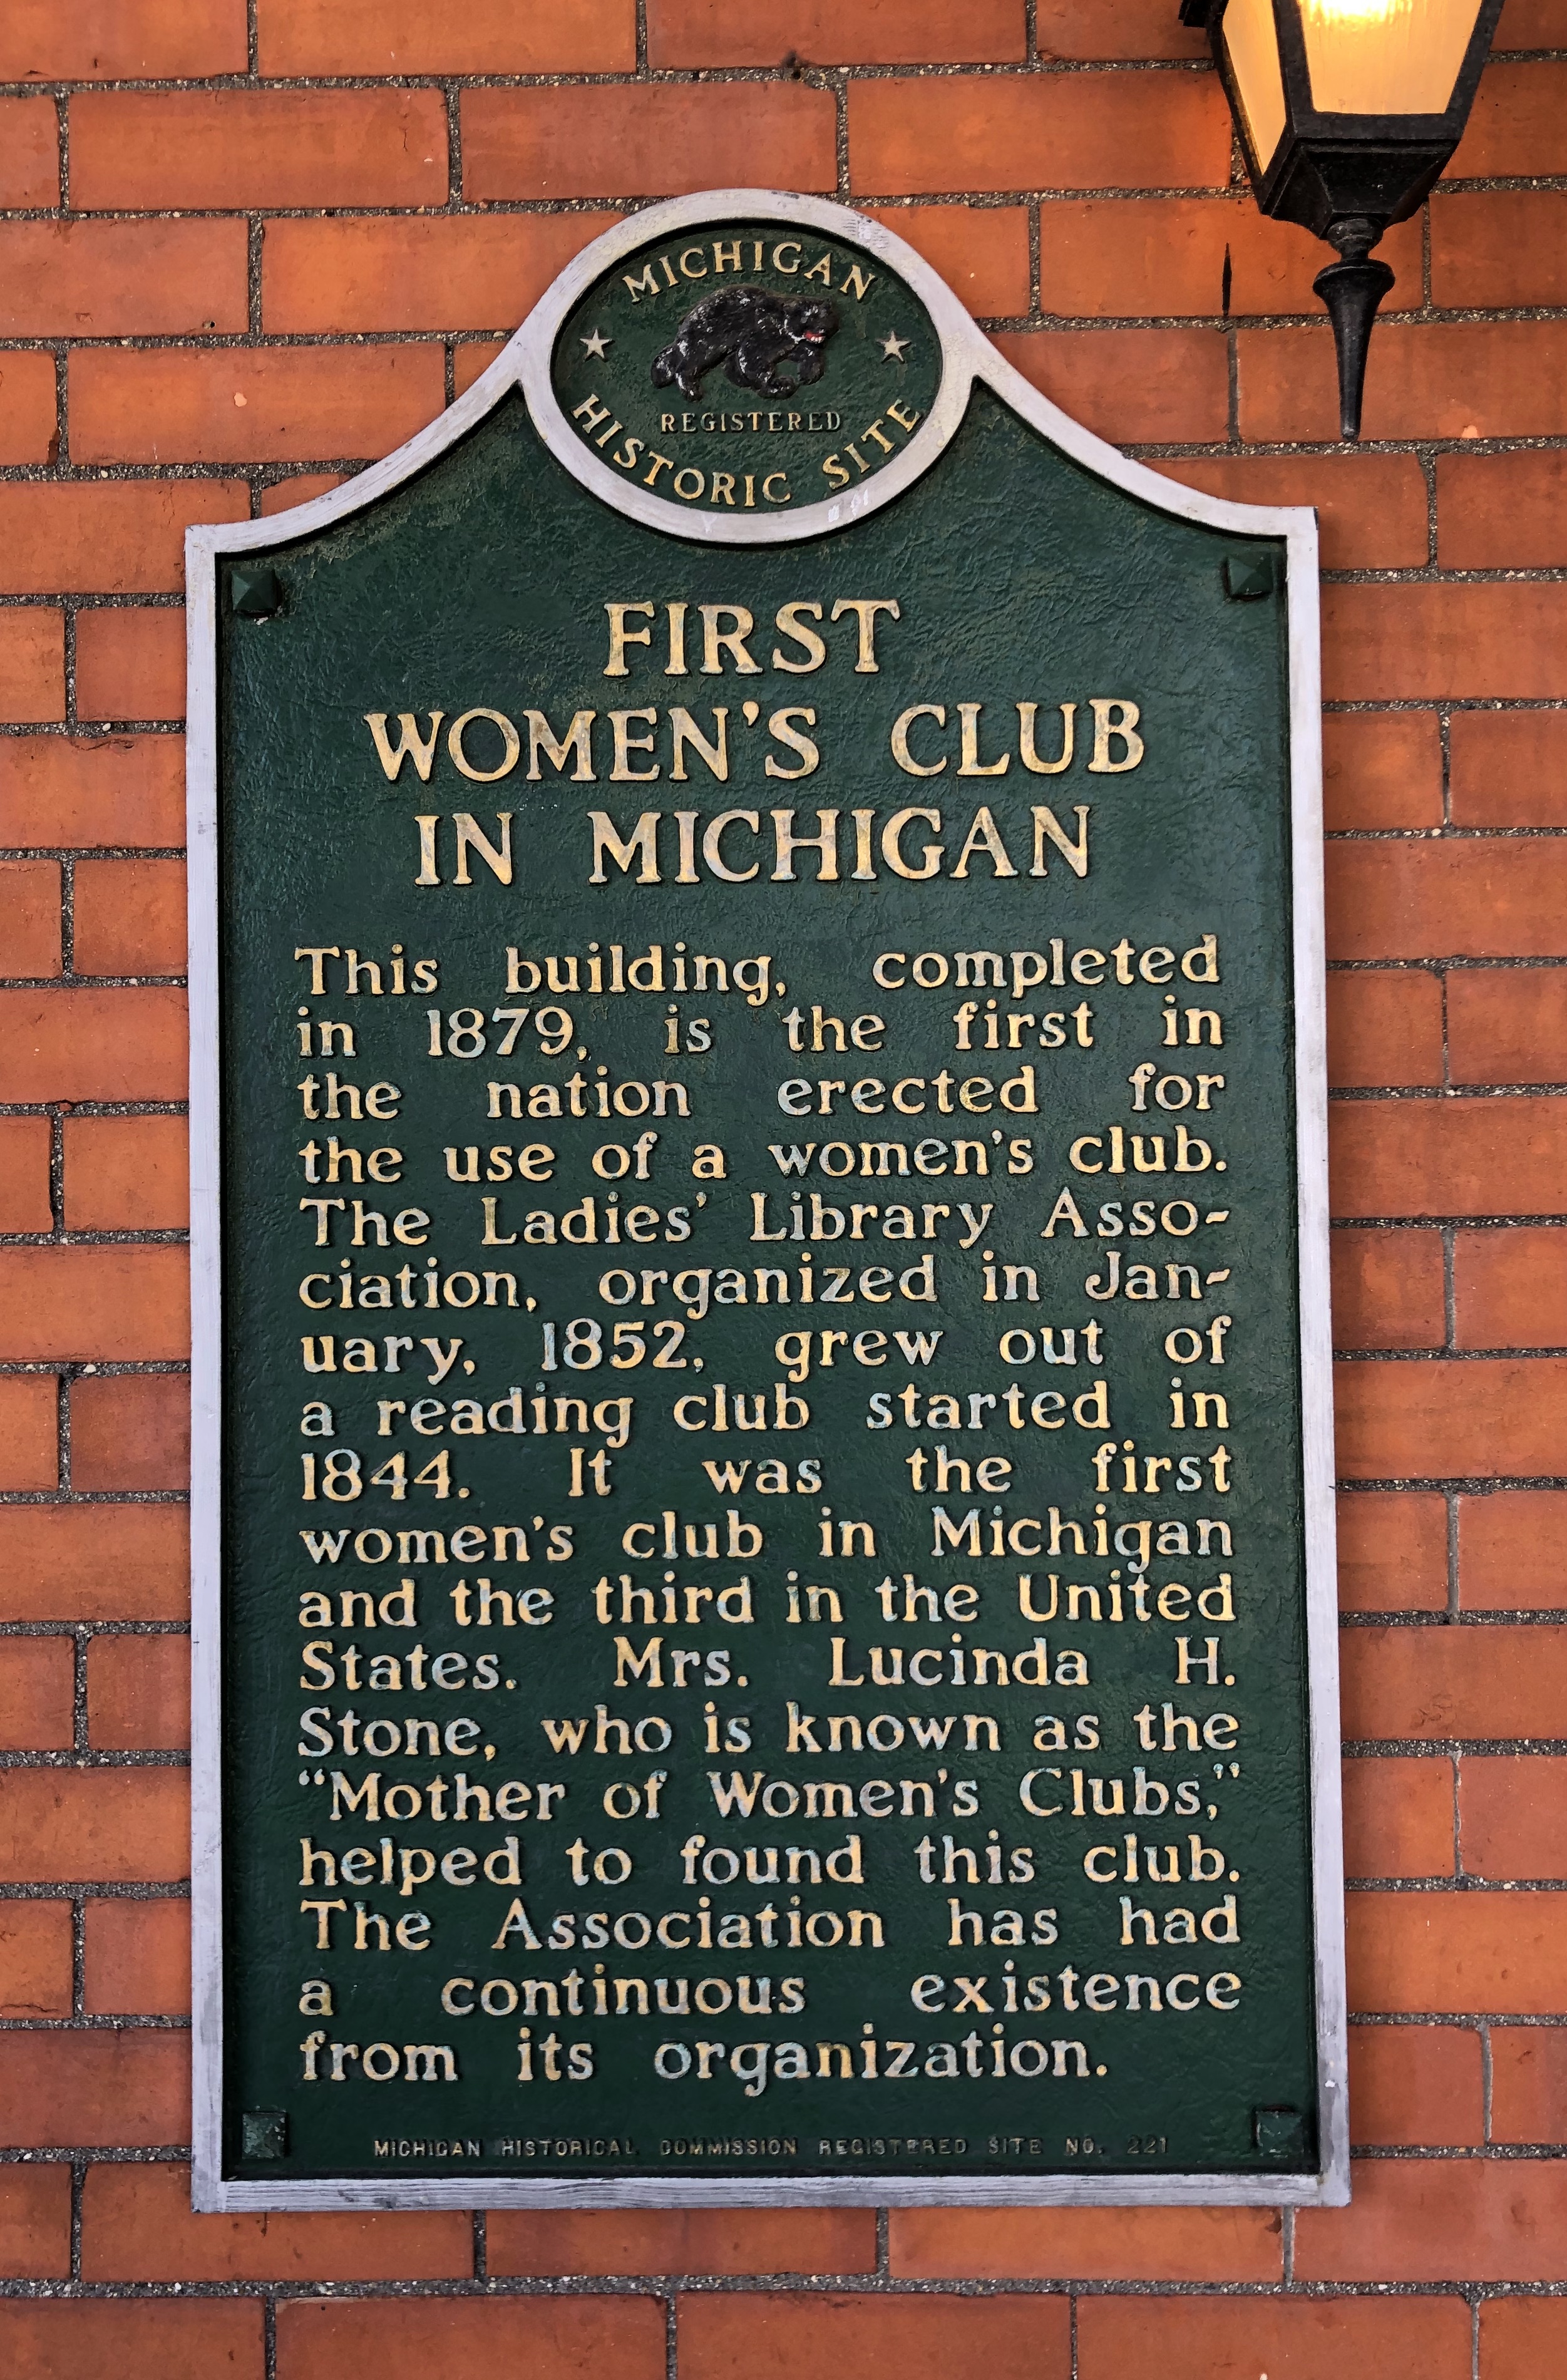 MICHIGAN
REGISTERED
HISTORIC SITE
FIRST
WOMEN'S CLUB
IN MICHIGAN
This building, completed
in 1879, is the first in
the nation erected for
the use of a women's club.
The Ladies' Library Asso-
ciation, organized in Jan-
uary, 1852, grew out of
a reading club started in
1844. It was the first
women's club in Michigan
and the third in the United
States. Mrs. Lucinda H.
Stone, who is known as the
"Mother of Women's Clubs,"
helped to found this club.
The Association has had
a continuous existence
from its organization.
MICHIGAN HISTORICAL COMMISSION REGISTERED SITE NO. 221